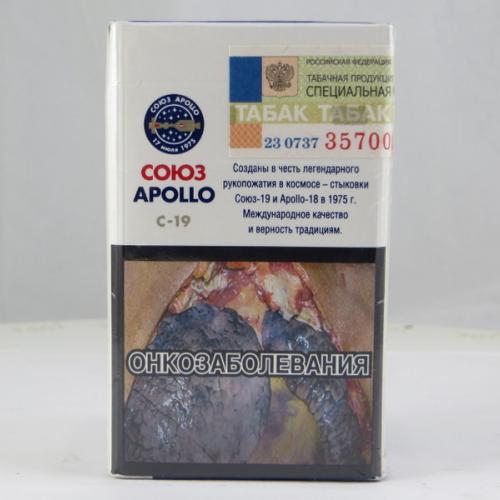 РОССИЙСКАЯ ФЕДЕРАЦИЯ
ТАБАЧНАЯ ПРОДУКЦИЯ
СПЕЦИАЛЬНАЯ
ТАБАК ТАБАК
23 0737 35700
СОЮЗ APOLLO
17 июля 1975
СОЮЗ
APOLLO
С-19
Созданы в честь легендарного
рукопожатия в космосе – стыковки
Союз-19 и Apollo-18 в 1975 г.
Международное качество
и верность традициям.
ОНКОЗАБОЛЕВАНИЯ